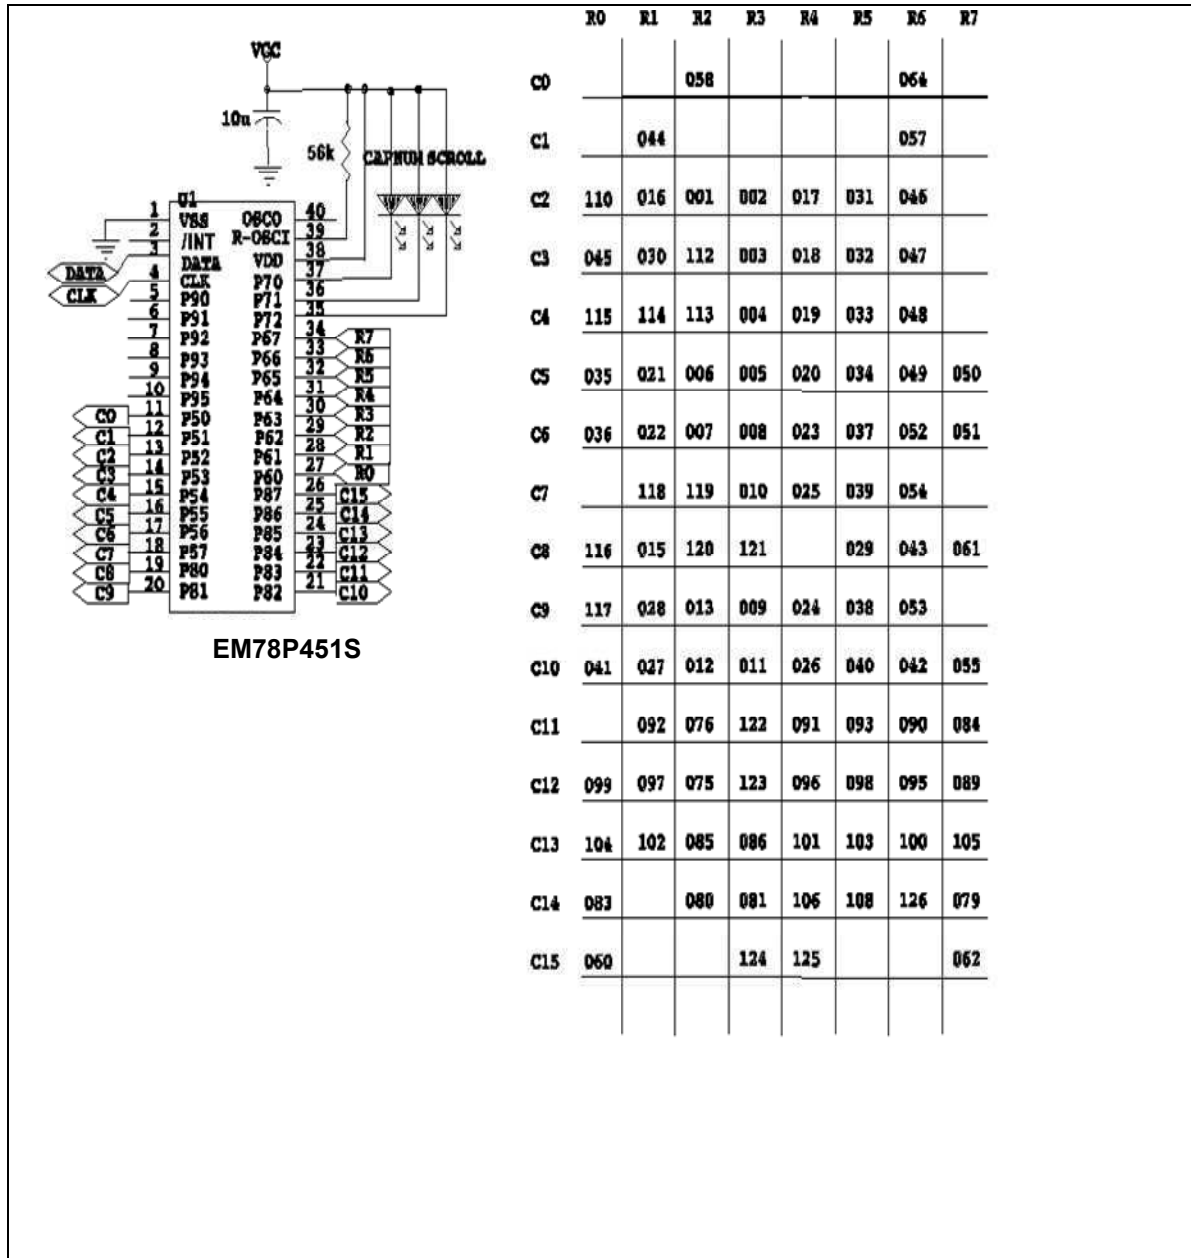 VCC
10u
56k
CAPNUM SCROLL
U1
1 VSS OSCO 40
2 /INT R-OSCI 39
3 DATA VDD 38
4 CLK P70 37
5 P90 P71 36
6 P91 P72 35
7 P92 P67 34 R7
8 P93 P66 33 R6
9 P94 P65 32 R5
10 P95 P64 31 R4
C0 11 P50 P63 30 R3
C1 12 P51 P62 29 R2
C2 13 P52 P61 28 R1
C3 14 P53 P60 27 R0
C4 15 P54 P87 26 C15
C5 16 P55 P86 25 C14
C6 17 P56 P85 24 C13
C7 18 P57 P84 23 C12
C8 19 P80 P83 22 C11
C9 20 P81 P82 21 C10
DATA
CLK
EM78P451S
R0 R1 R2 R3 R4 R5 R6 R7
C0 058 064
C1 044 057
C2 110 016 001 002 017 031 046
C3 045 030 112 003 018 032 047
C4 115 114 113 004 019 033 048
C5 035 021 006 005 020 034 049 050
C6 036 022 007 008 023 037 052 051
C7 118 119 010 025 039 054
C8 116 015 120 121 029 043 061
C9 117 028 013 009 024 038 053
C10 041 027 012 011 026 040 042 055
C11 092 076 122 091 093 090 084
C12 099 097 075 123 096 098 095 089
C13 104 102 085 086 101 103 100 105
C14 083 080 081 106 108 126 079
C15 060 124 125 062